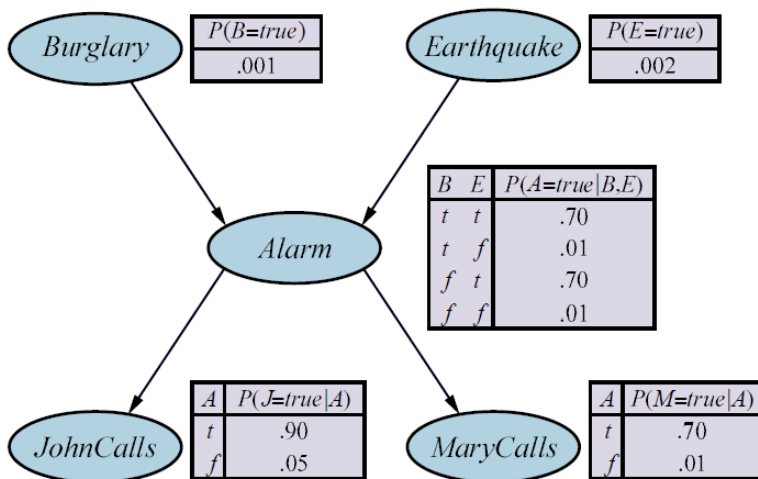 Burglary
P(B=true)
.001
Earthquake
P(E=true)
.002
B E P(A=true|B,E)
t t .70
t f .01
f t .70
f f .01
Alarm
JohnCalls
A P(J=true|A)
t .90
f .05
MaryCalls
A P(M=true|A)
t .70
f .01